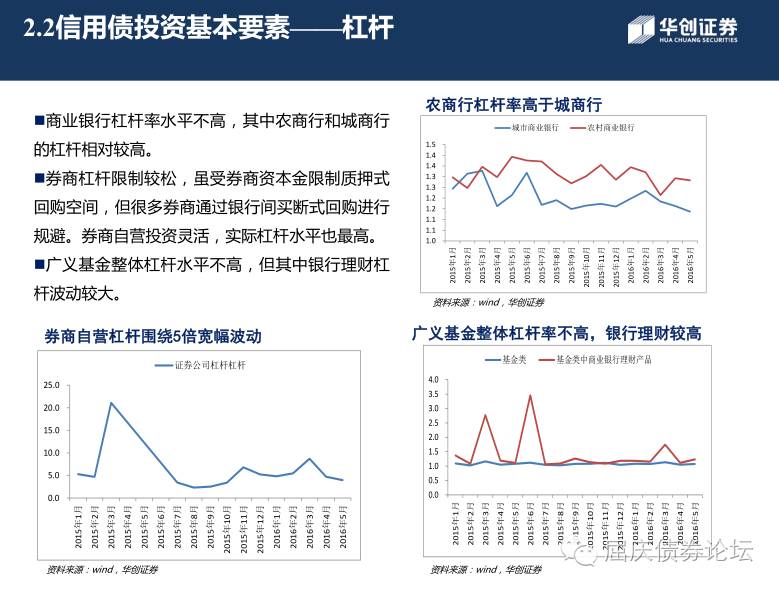 2.2信用债投资基本要素——杠杆
华创证券
HUA CHUANG SECURITIES
■商业银行杠杆率水平不高，其中农商行和城商行
的杠杆相对较高。
■券商杠杆限制较松，虽受券商资本金限制质押式
回购空间，但很多券商通过银行间买断式回购进行
规避。券商自营投资灵活，实际杠杆水平也最高。
■广义基金整体杠杆水平不高，但其中银行理财杠
杆波动较大。
农商行杠杆率高于城商行
城市商业银行 农村商业银行
1.5
1.4
1.4
1.3
1.3
1.2
1.2
1.1
1.1
1.0
2015年1月
2015年2月
2015年3月
2015年4月
2015年5月
2015年6月
2015年7月
2015年8月
2015年9月
2015年10月
2015年11月
2015年12月
2016年1月
2016年2月
2016年3月
2016年4月
2016年5月
资料来源：wind，华创证券
券商自营杠杆围绕5倍宽幅波动
证券公司杠杆杠杆
25.0
20.0
15.0
10.0
5.0
0.0
2015年1月
2015年2月
2015年3月
2015年4月
2015年5月
2015年6月
2015年7月
2015年8月
2015年9月
2015年10月
2015年11月
2015年12月
2016年1月
2016年2月
2016年3月
2016年4月
2016年5月
资料来源：wind，华创证券
广义基金整体杠杆率不高，银行理财较高
基金类 基金类中商业银行理财产品
4.0
3.5
3.0
2.5
2.0
1.5
1.0
0.5
0.0
2015年1月
2015年2月
2015年3月
2015年4月
2015年5月
2015年6月
2015年7月
2015年8月
2015年9月
2015年10月
2015年11月
2015年12月
2016年1月
2016年2月
2016年3月
2016年4月
2016年5月
资料来源：wind，华创证券
屈庆债券论坛